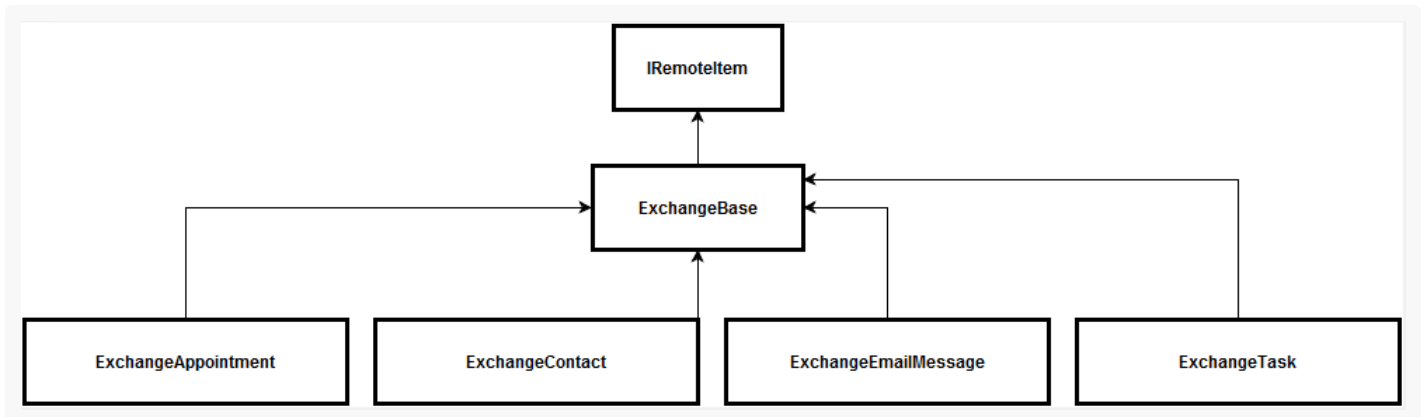 IRemoteItem
ExchangeBase
ExchangeAppointment
ExchangeContact
ExchangeEmailMessage
ExchangeTask